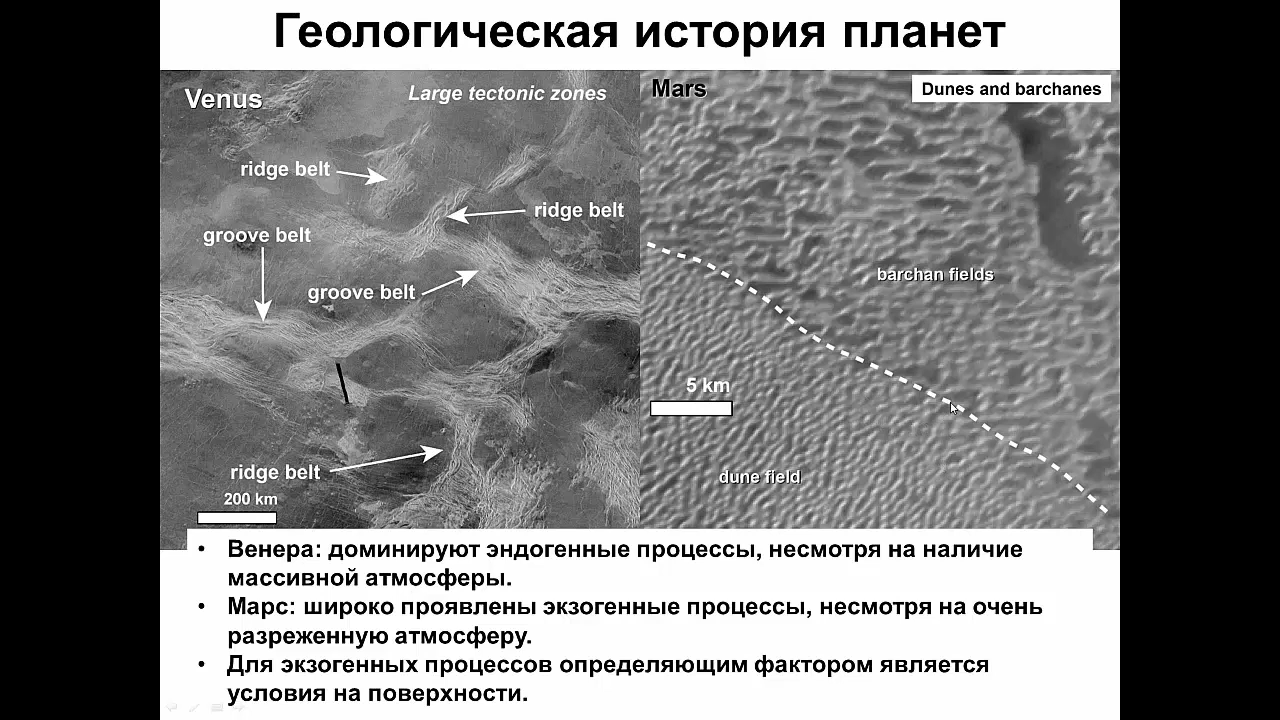 Геологическая история планет
Venus
Large tectonic zones
ridge belt
ridge belt
groove belt
groove belt
ridge belt
200 km
Mars
Dunes and barchanes
barchan fields
5 km
dune field
• Венера: доминируют эндогенные процессы, несмотря на наличие
массивной атмосферы.
• Марс: широко проявлены экзогенные процессы, несмотря на очень
разреженную атмосферу.
• Для экзогенных процессов определяющим фактором является
условия на поверхности.